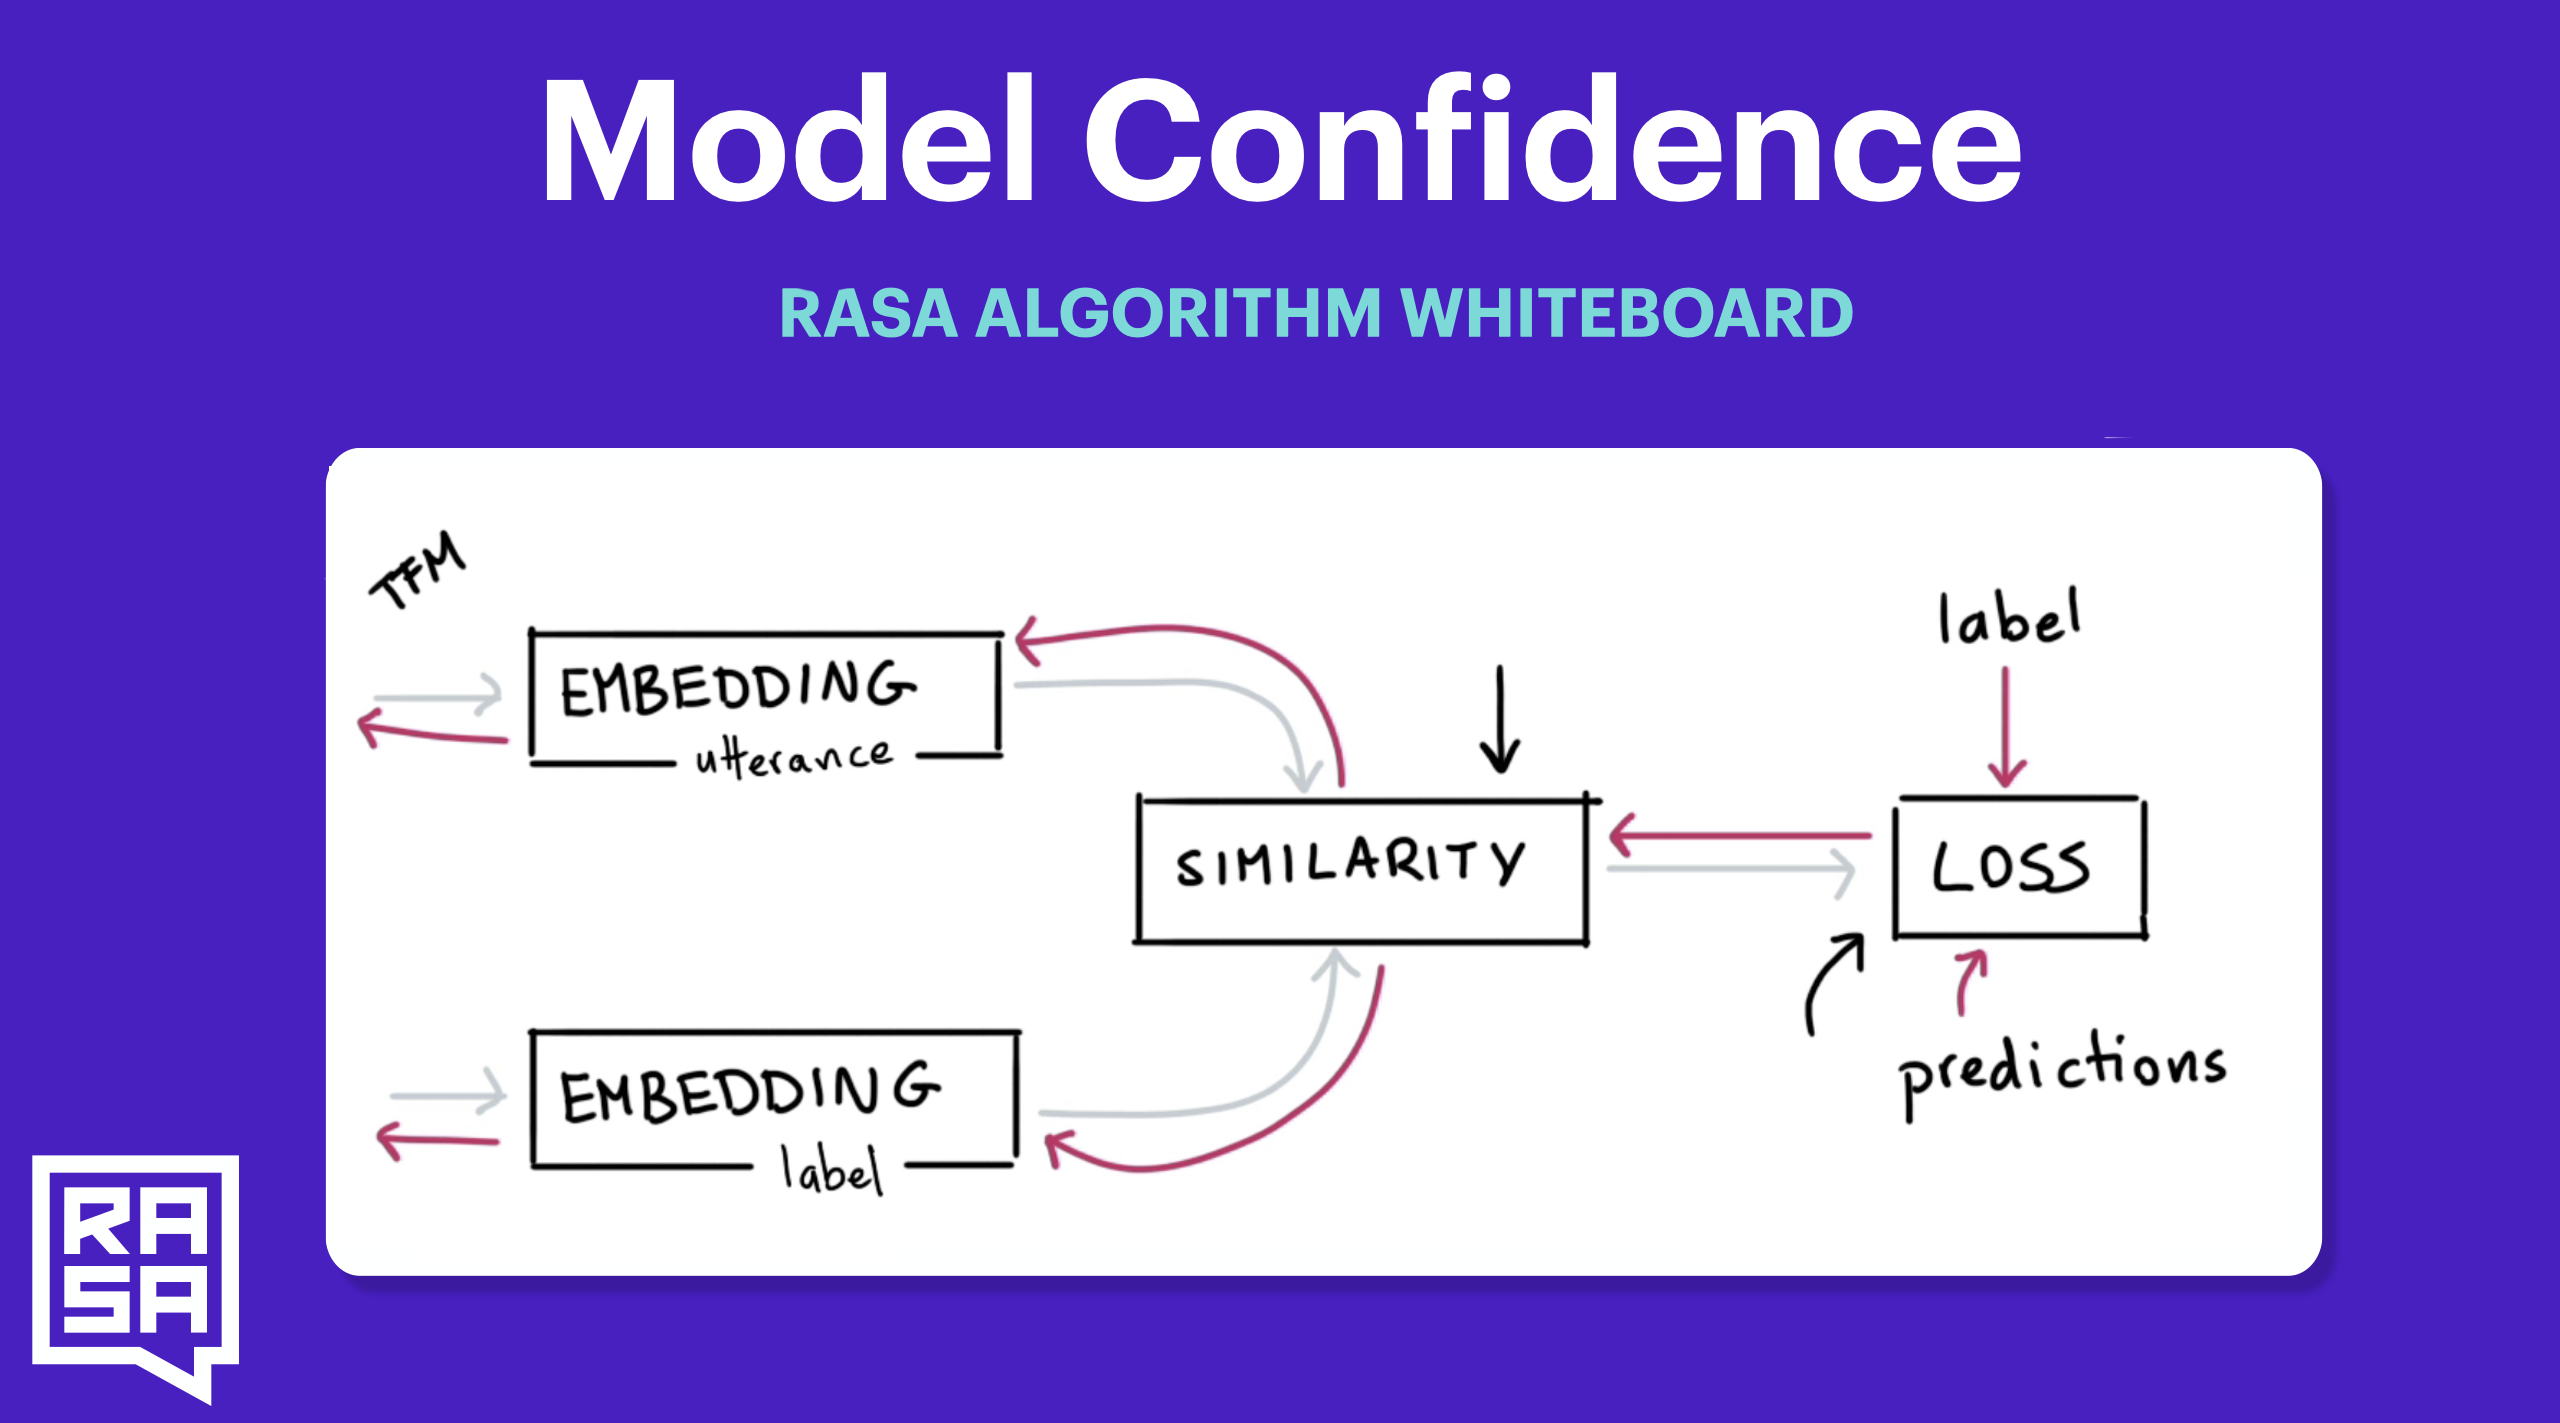 Model Confidence
RASA ALGORITHM WHITEBOARD
TFM
EMBEDDING
utterance
label
SIMILARITY
LOSS
predictions
EMBEDDING
label
RA
SA